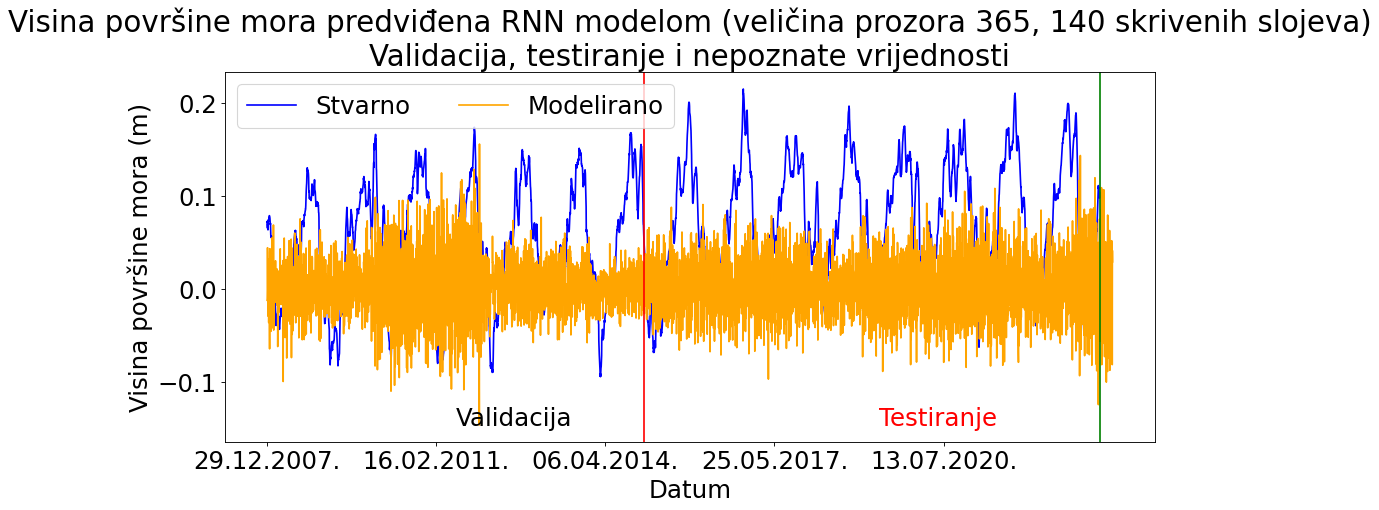 Visina površine mora predviđena RNN modelom (veličina prozora 365, 140 skrivenih slojeva)
Validacija, testiranje i nepoznate vrijednosti
Stvarno Modelirano
Visina površine mora (m)
0.2
0.1
0.0
−0.1
Validacija Testiranje
29.12.2007. 16.02.2011. 06.04.2014. 25.05.2017. 13.07.2020.
Datum